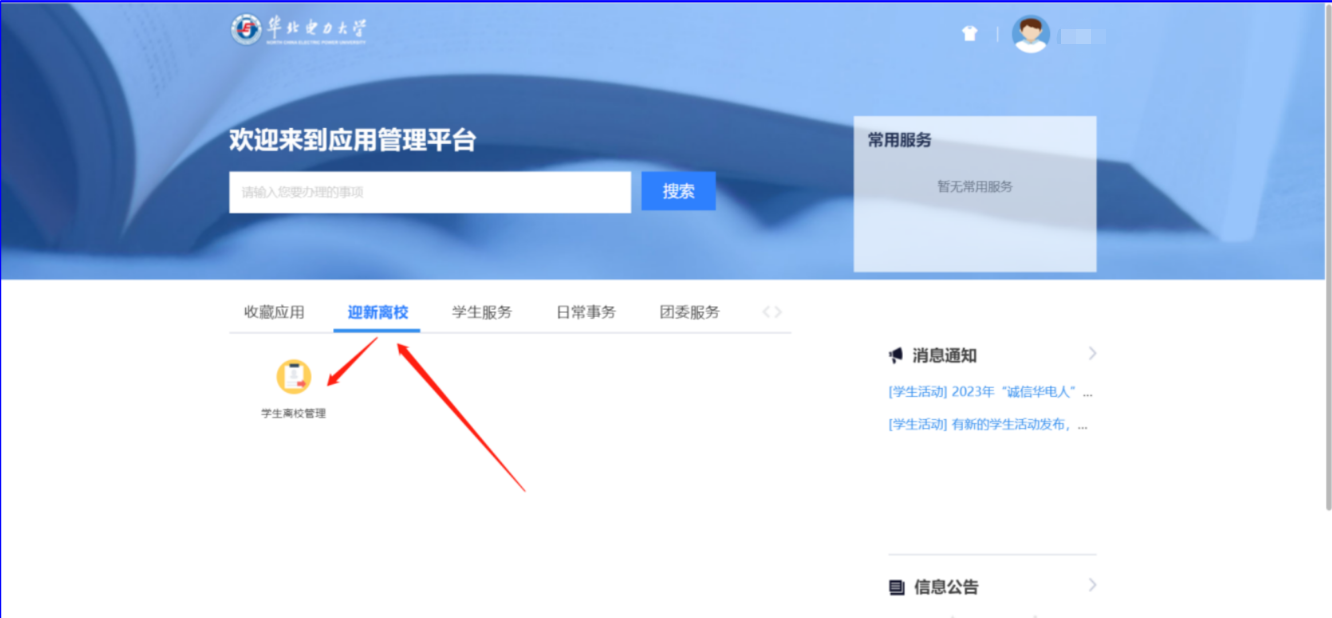 华北电力大学
NORTH CHINA ELECTRIC POWER UNIVERSITY
欢迎来到应用管理平台
请输入您要办理的事项
搜索
常用服务
暂无常用服务
收藏应用
迎新离校
学生服务
日常事务
团委服务
学生离校管理
消息通知
[学生活动] 2023年“诚信华电人”...
[学生活动] 有新的学生活动发布，...
信息公告